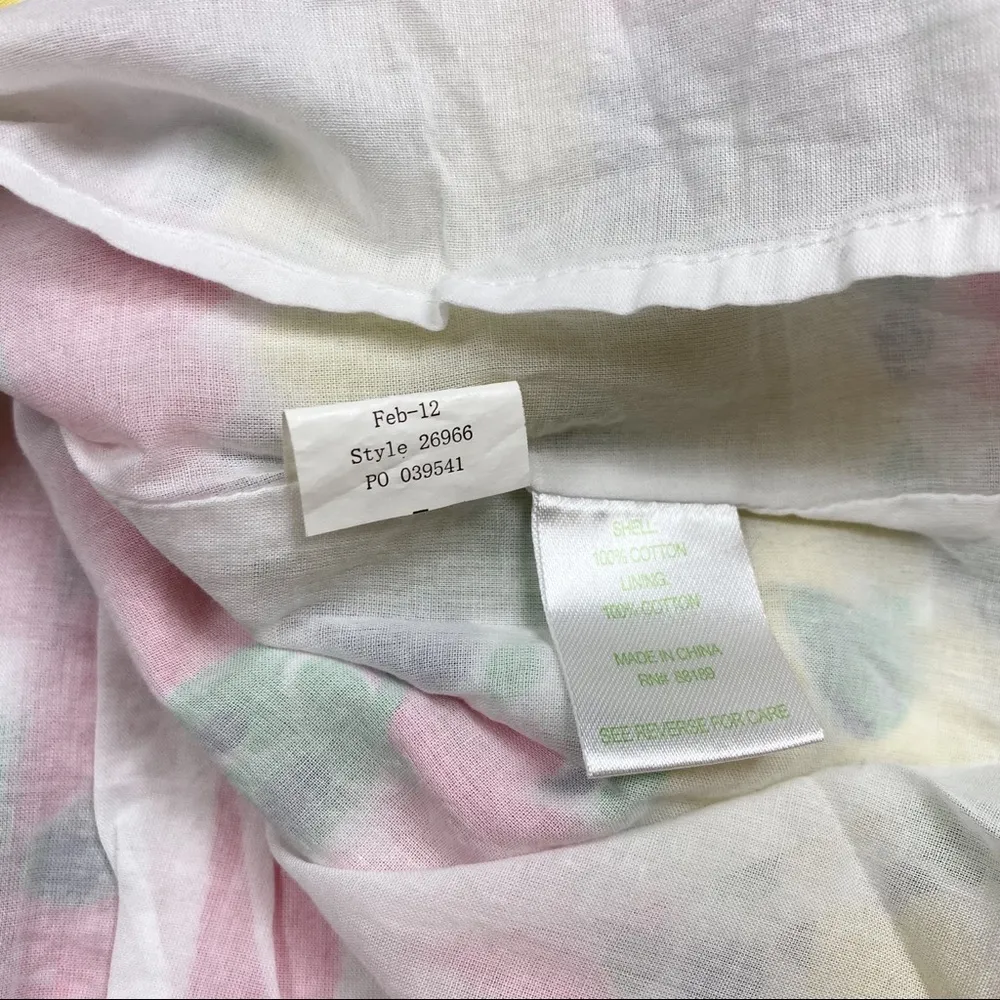 Feb-12
Style 26966
PO 039541
SHELL
100% COTTON
LINING
100% COTTON
MADE IN CHINA
RN#
SEE REVERSE FOR CARE